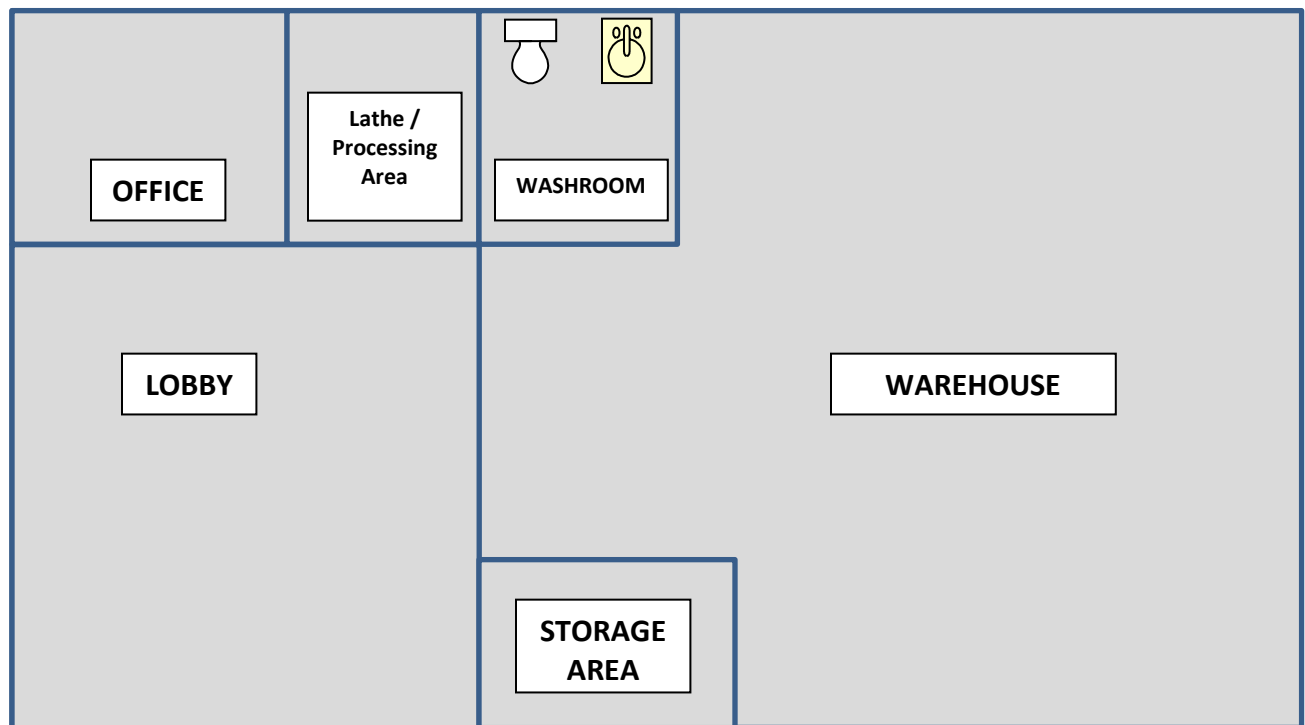 Lathe /
Processing
Area
OFFICE
WASHROOM
LOBBY
WAREHOUSE
STORAGE
AREA